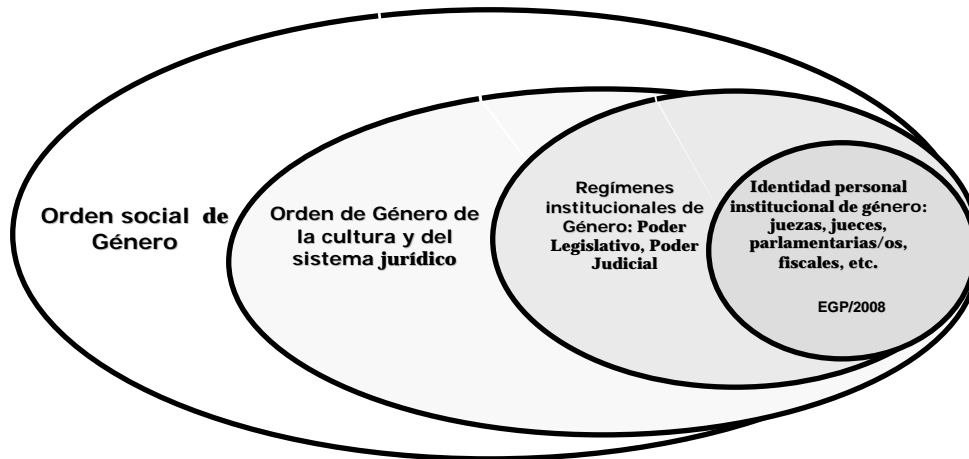 Orden social de
Género
Orden de Género de
la cultura y del
sistema jurídico
Regímenes
institucionales de
Género: Poder
Legislativo, Poder
Judicial
Identidad personal
institucional de género:
juezas, jueces,
parlamentarias/os,
fiscales, etc.
EGP/2008